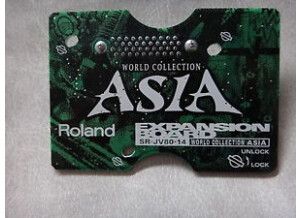 WORLD COLLECTION
ASIA
Roland
EXPANSION
BOARD
SR-JV80-14 WORLD COLLECTION ASIA
UNLOCK
LOCK